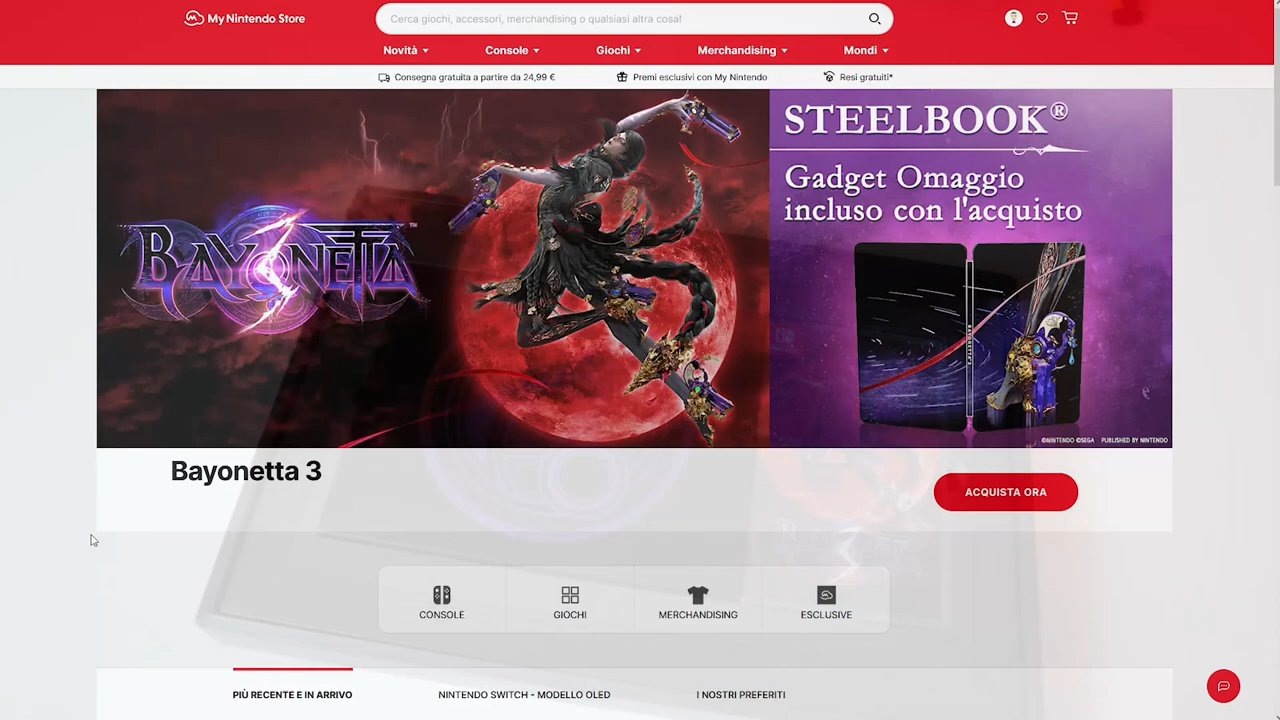 My Nintendo Store
Cerca giochi, accessori, merchandising o qualsiasi altra cosa!
Novità
Console
Giochi
Merchandising
Mondi
Consegna gratuita a partire da 24,99 €
Premi esclusivi con My Nintendo
Resi gratuiti*
BAYONETTA 3™
STEELBOOK®
Gadget Omaggio
incluso con l'acquisto
BAYONETTA 3
©NINTENDO ©SEGA PUBLISHED BY NINTENDO
Bayonetta 3
ACQUISTA ORA
CONSOLE
GIOCHI
MERCHANDISING
ESCLUSIVE
PIÙ RECENTE E IN ARRIVO
NINTENDO SWITCH - MODELLO OLED
I NOSTRI PREFERITI